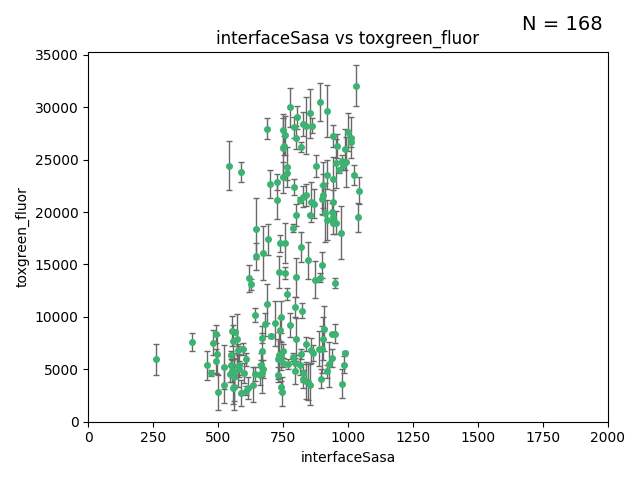 N = 168
interfaceSasa vs toxgreen_fluor
35000
30000
25000
20000
15000
10000
5000
0
toxgreen_fluor
0 250 500 750 1000 1250 1500 1750 2000
interfaceSasa